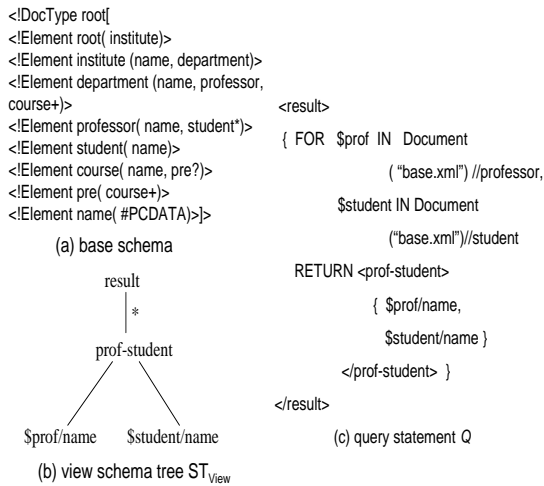 <!DocType root[
<!Element root( institute)>
<!Element institute (name, department)>
<!Element department (name, professor,
course+)>
<!Element professor( name, student*)>
<!Element student( name)>
<!Element course( name, pre?)>
<!Element pre( course+)>
<!Element name( #PCDATA)>]>
(a) base schema
result
*
prof-student
$prof/name $student/name
(b) view schema tree STView
<result>
{ FOR $prof IN Document
( “base.xml”) //professor,
$student IN Document
(“base.xml”)//student
RETURN <prof-student>
{ $prof/name,
$student/name }
</prof-student> }
</result>
(c) query statement Q